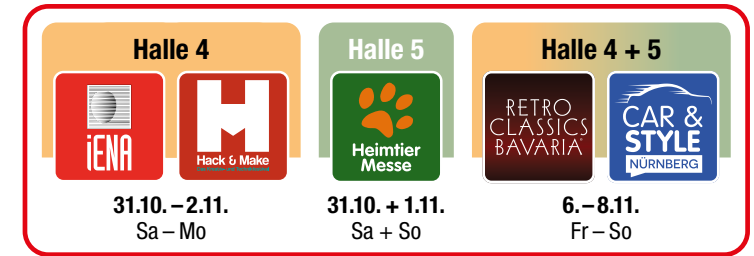 Halle 4
iENA
Hack & Make
31.10. – 2.11.
Sa – Mo
Halle 5
Heimtier
Messe
31.10. + 1.11.
Sa + So
Halle 4 + 5
RETRO
CLASSICS
BAVARIA
CAR &
STYLE
NÜRNBERG
6. – 8.11.
Fr – So